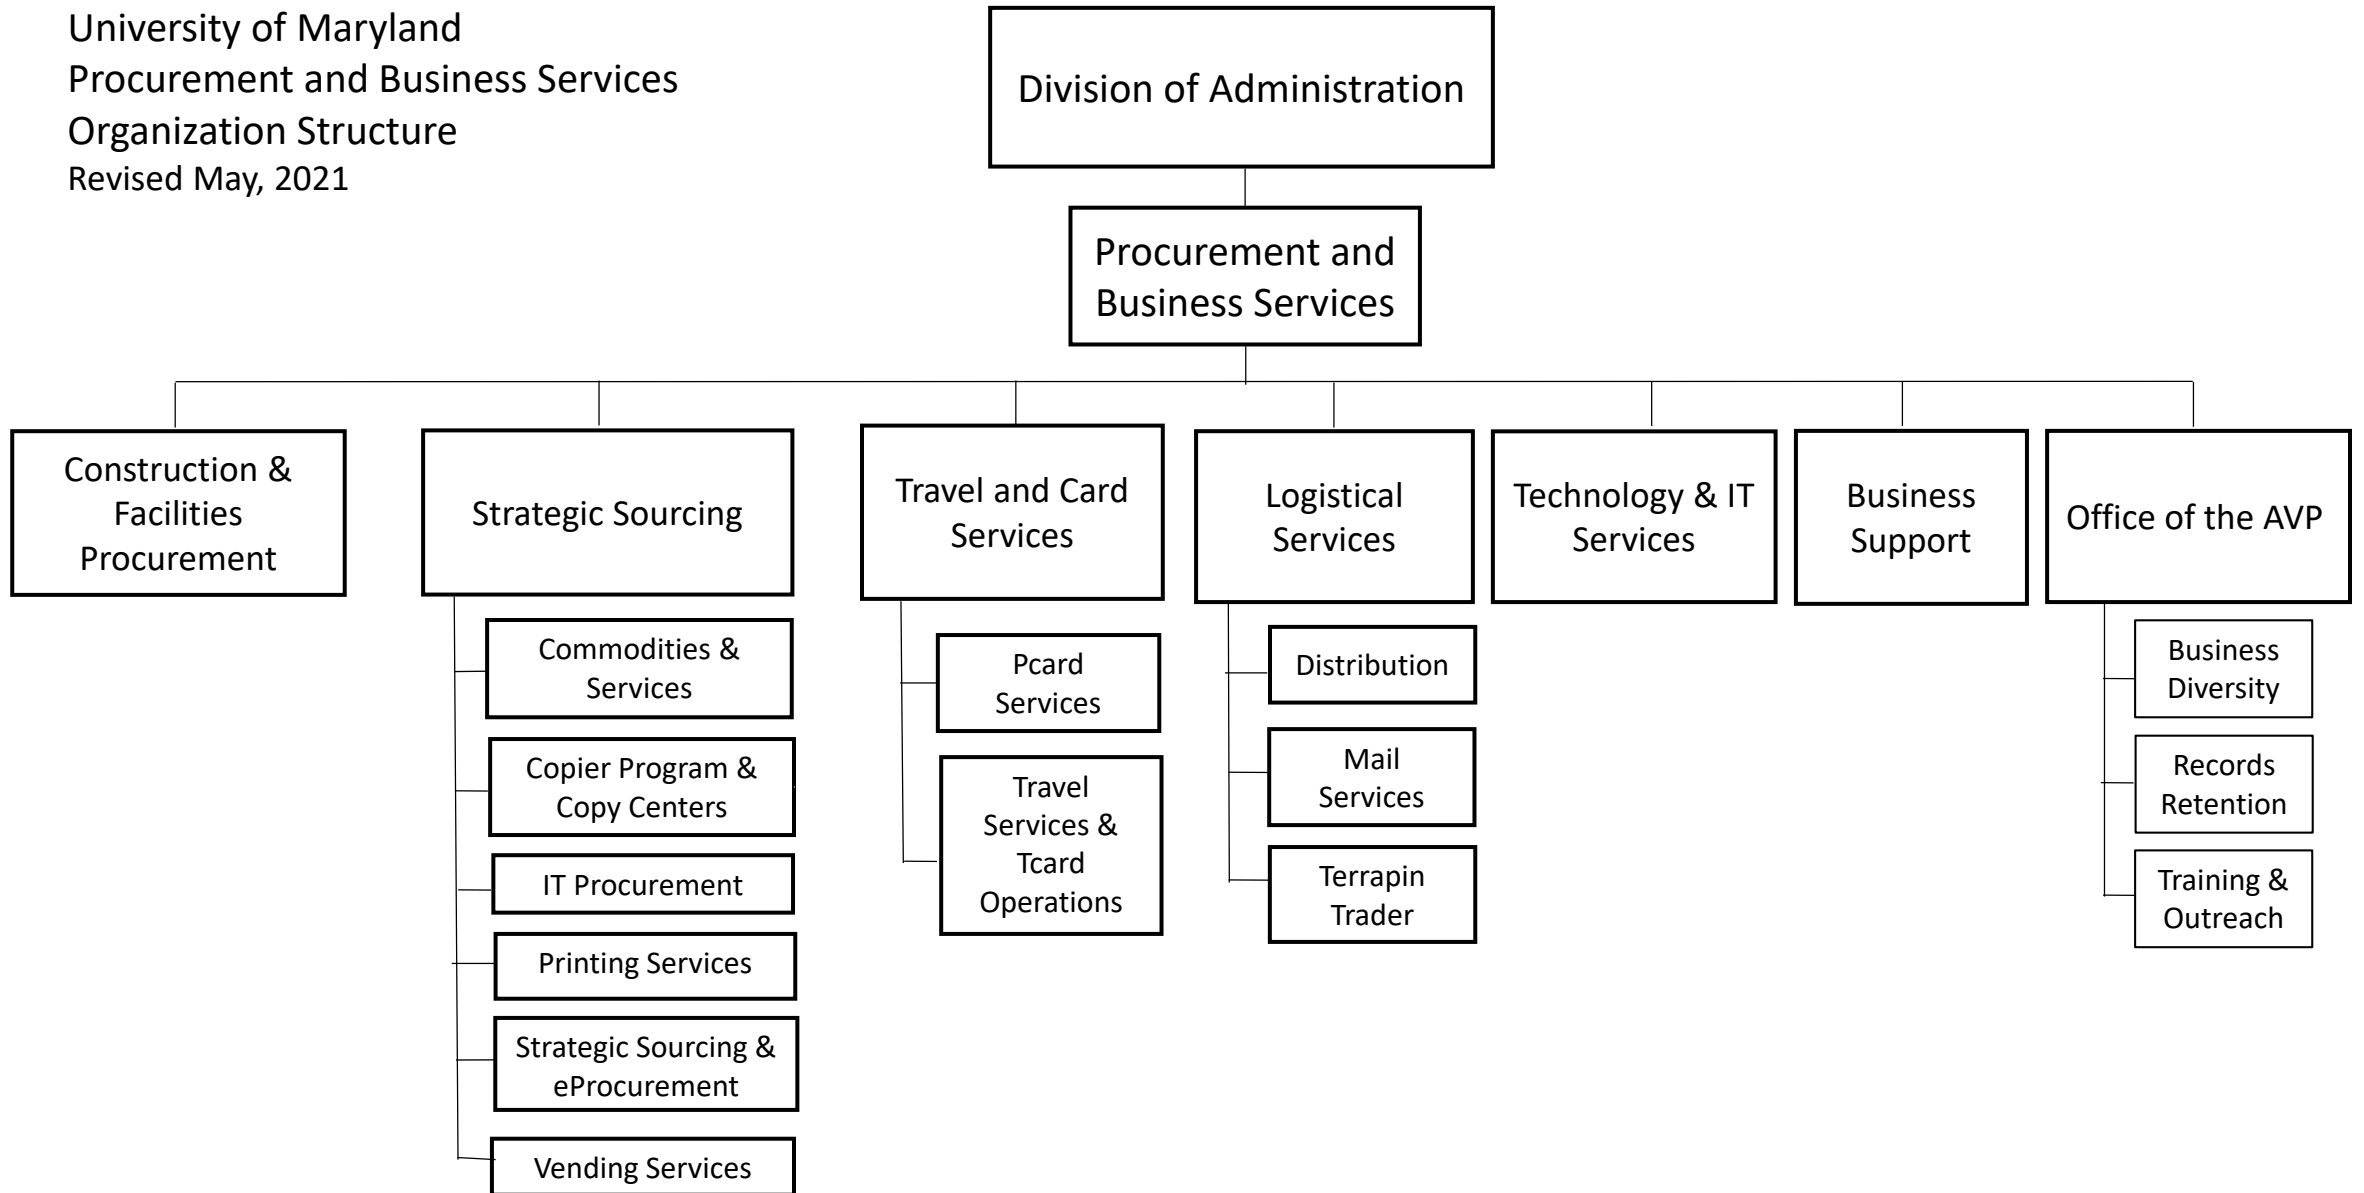 University of Maryland
Procurement and Business Services
Organization Structure
Revised May, 2021
Division of Administration
Procurement and
Business Services
Construction &
Facilities
Procurement
Strategic Sourcing
Travel and Card
Services
Logistical
Services
Technology & IT
Services
Business
Support
Office of the AVP
Commodities &
Services
Copier Program &
Copy Centers
IT Procurement
Printing Services
Strategic Sourcing &
eProcurement
Vending Services
Pcard
Services
Travel
Services &
Tcard
Operations
Distribution
Mail
Services
Terrapin
Trader
Business
Diversity
Records
Retention
Training &
Outreach